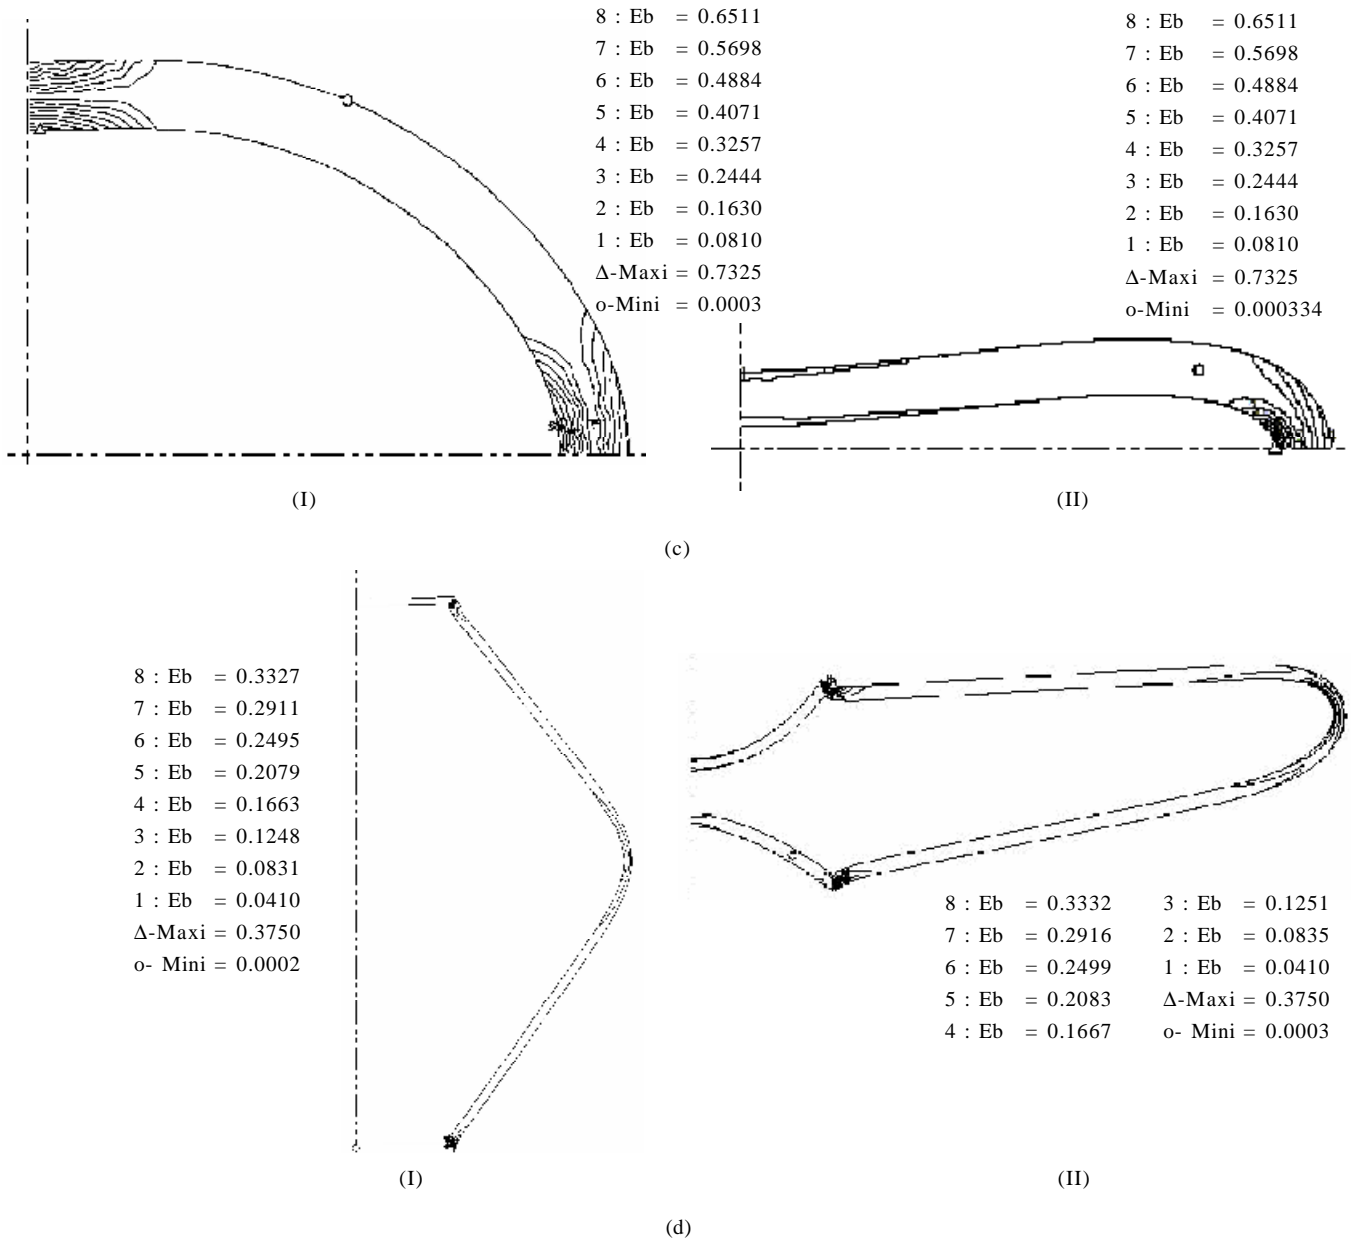 8 : Eb = 0.6511
7 : Eb = 0.5698
6 : Eb = 0.4884
5 : Eb = 0.4071
4 : Eb = 0.3257
3 : Eb = 0.2444
2 : Eb = 0.1630
1 : Eb = 0.0810
Δ-Maxi = 0.7325
o-Mini = 0.0003
8 : Eb = 0.6511
7 : Eb = 0.5698
6 : Eb = 0.4884
5 : Eb = 0.4071
4 : Eb = 0.3257
3 : Eb = 0.2444
2 : Eb = 0.1630
1 : Eb = 0.0810
Δ-Maxi = 0.7325
o-Mini = 0.000334
(I)
(II)
(c)
8 : Eb = 0.3327
7 : Eb = 0.2911
6 : Eb = 0.2495
5 : Eb = 0.2079
4 : Eb = 0.1663
3 : Eb = 0.1248
2 : Eb = 0.0831
1 : Eb = 0.0410
Δ-Maxi = 0.3750
o- Mini = 0.0002
8 : Eb = 0.3332
7 : Eb = 0.2916
6 : Eb = 0.2499
5 : Eb = 0.2083
4 : Eb = 0.1667
3 : Eb = 0.1251
2 : Eb = 0.0835
1 : Eb = 0.0410
Δ-Maxi = 0.3750
o- Mini = 0.0003
(I)
(II)
(d)